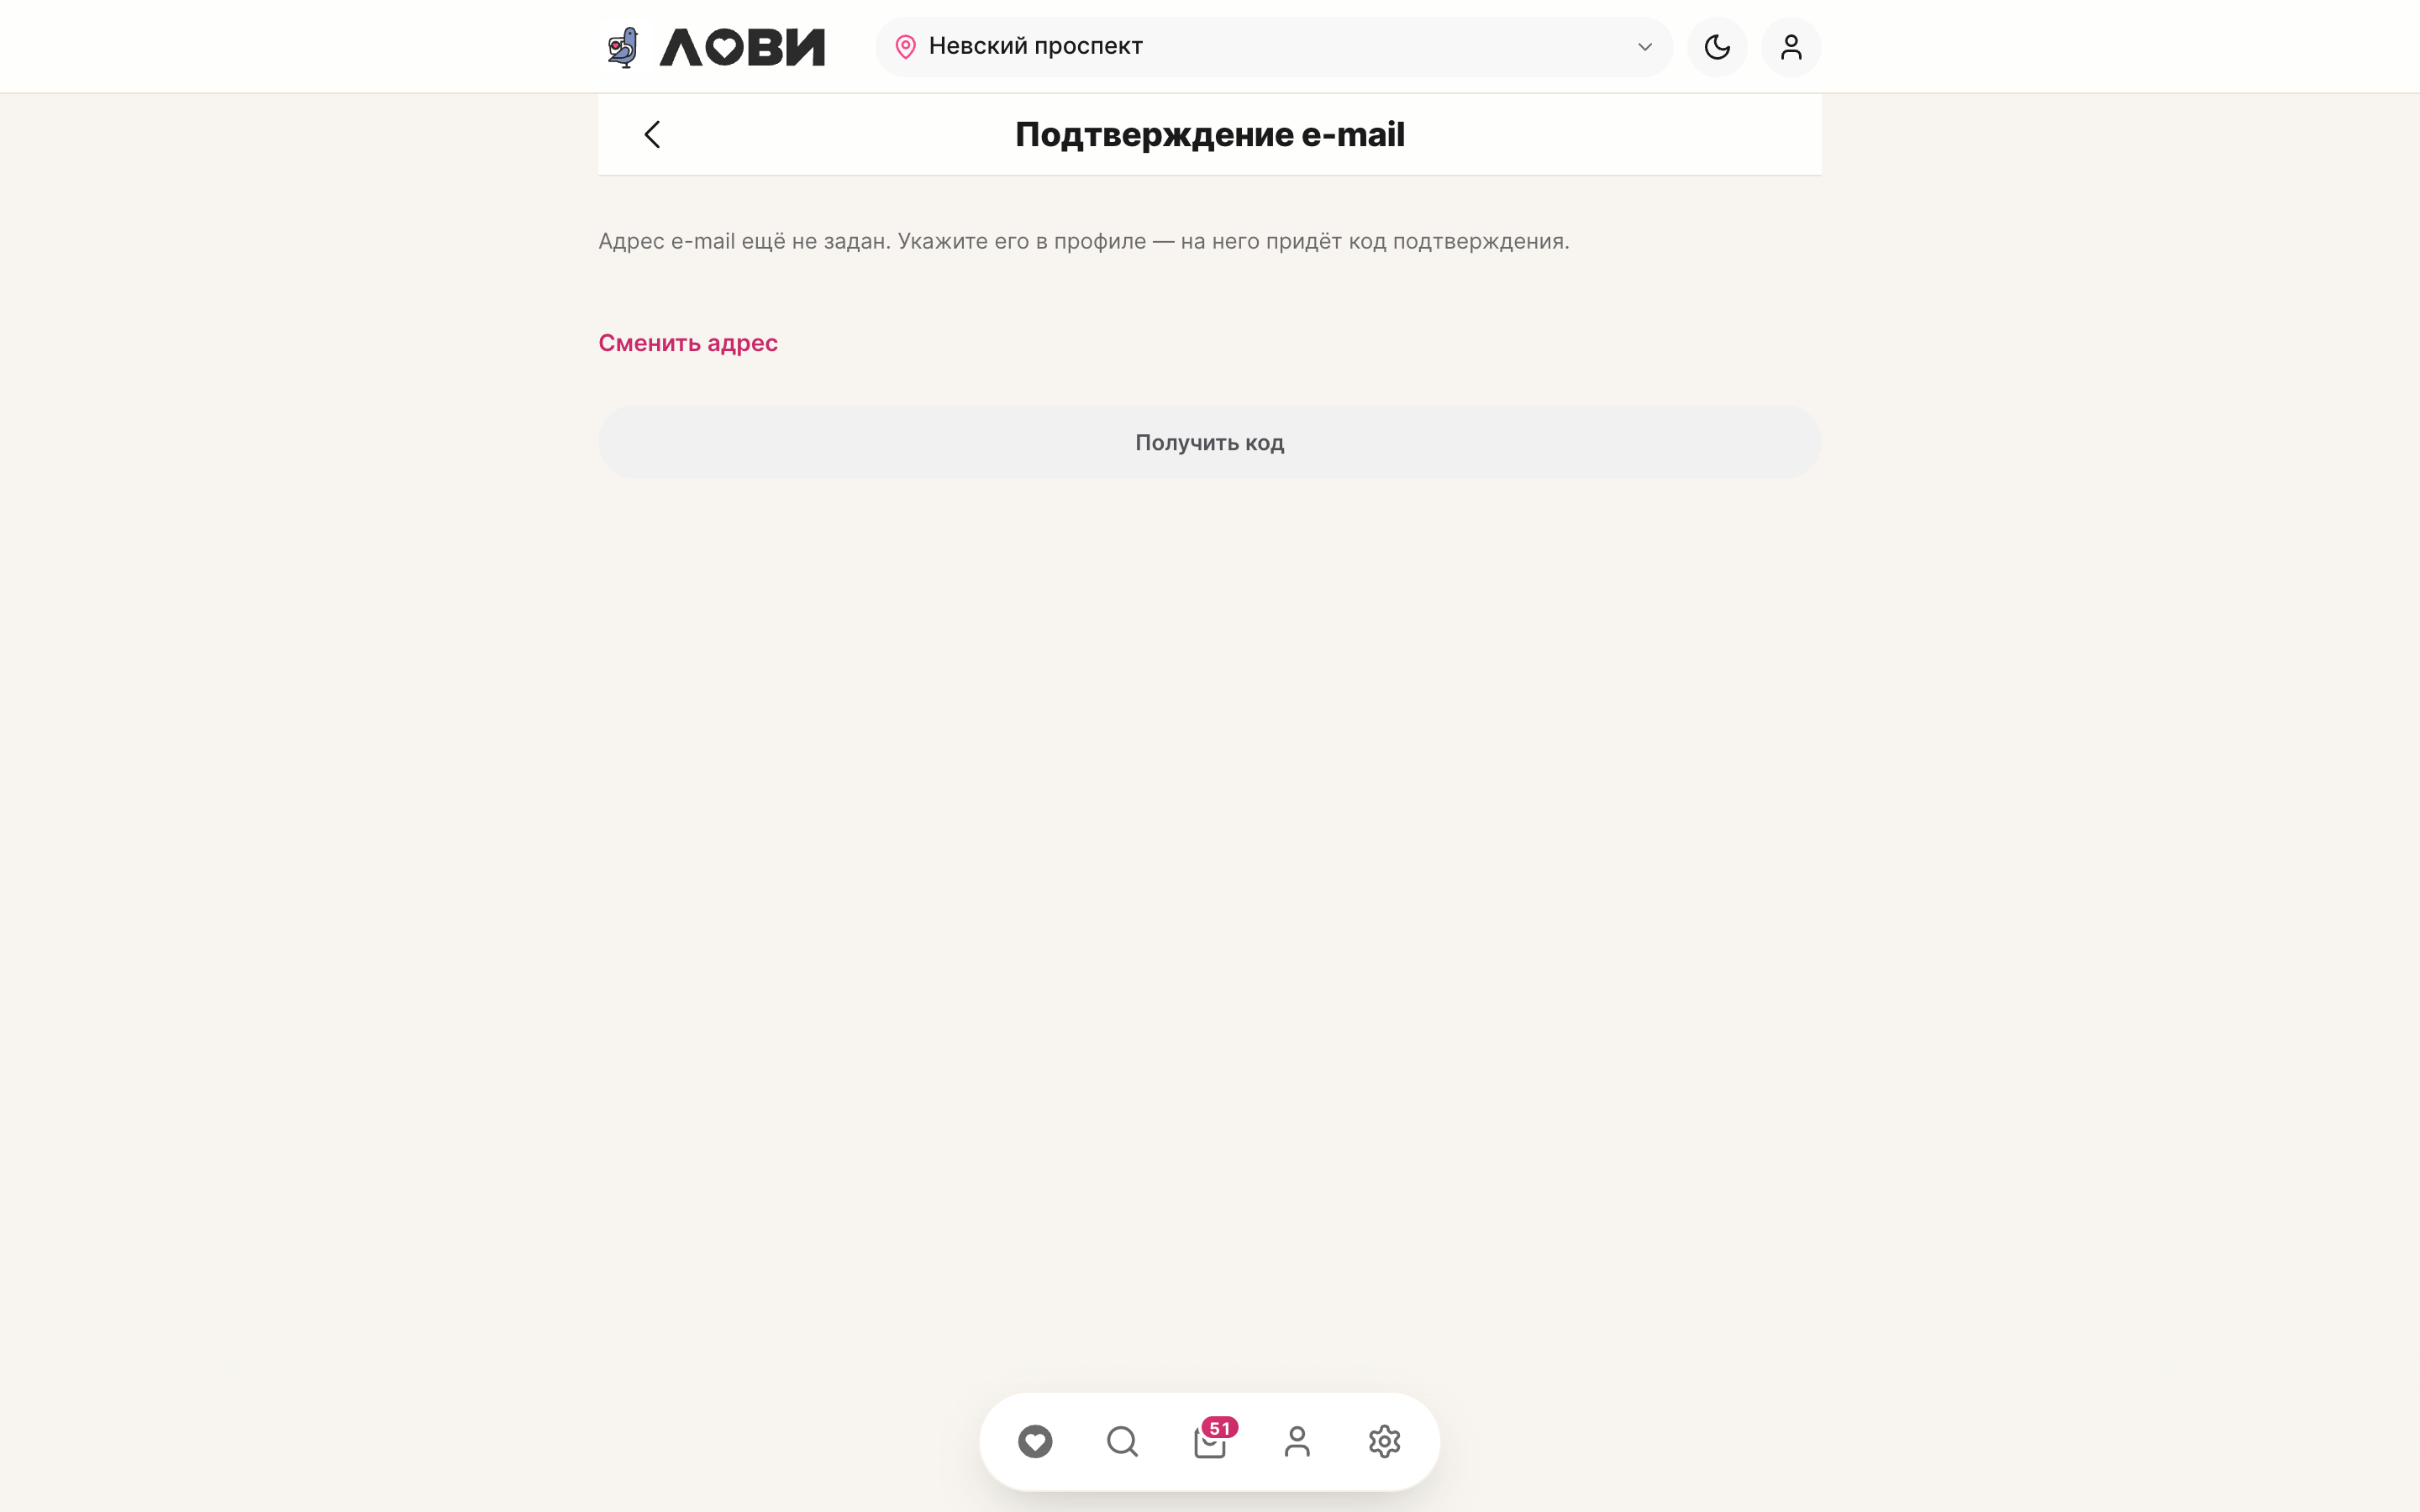 ЛОВИ
Невский проспект
Подтверждение e-mail
Адрес e-mail ещё не задан. Укажите его в профиле — на него придёт код подтверждения.
Сменить адрес
Получить код
51